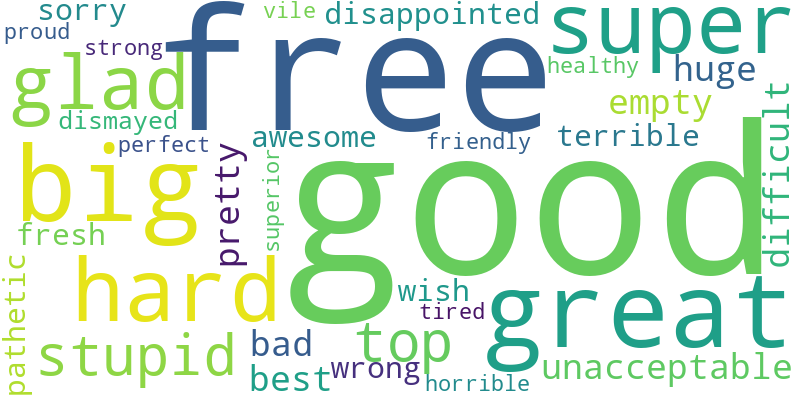 sorry
vile
disappointed
super
proud
strong
free
healthy
huge
glad
empty
dismayed
perfect
awesome
friendly
terrible
difficult
big
pretty
superior
good
fresh
hard
wish
great
pathetic
tired
stupid
bad
top
wrong
unacceptable
best
horrible